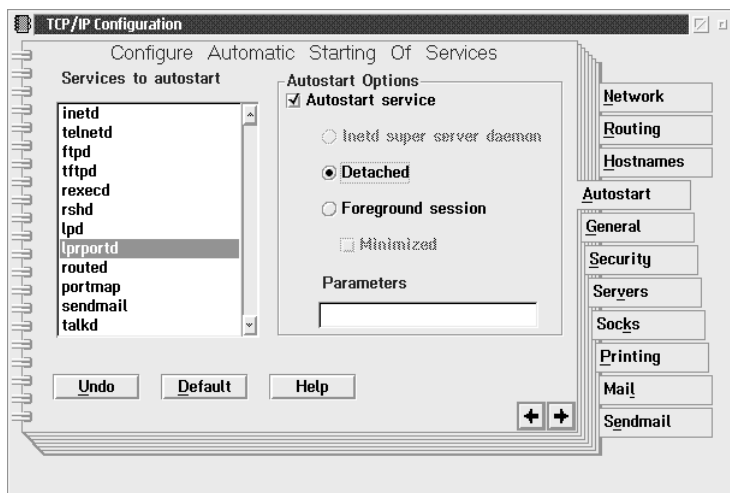 TCP/IP Configuration
Configure Automatic Starting Of Services
Services to autostart
inetd
telnetd
ftpd
tftpd
rexecd
rshd
lpd
lprportd
routed
portmap
sendmail
talkd
Autostart Options
Autostart service
Inetd super server daemon
Detached
Foreground session
Minimized
Parameters
Undo
Default
Help
Network
Routing
Hostnames
Autostart
General
Security
Servers
Socks
Printing
Mail
Sendmail